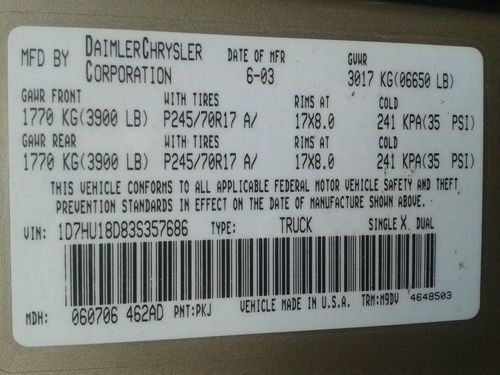 MFD BY DAIMLERCHRYSLER CORPORATION DATE OF MFR 6-03 GVWR 3017 KG(06650 LB)
GAWR FRONT WITH TIRES RIMS AT COLD
1770 KG(3900 LB) P245/70R17 A/ 17X8.0 241 KPA(35 PSI)
GAWR REAR WITH TIRES RIMS AT COLD
1770 KG(3900 LB) P245/70R17 A/ 17X8.0 241 KPA(35 PSI)
THIS VEHICLE CONFORMS TO ALL APPLICABLE FEDERAL MOTOR VEHICLE SAFETY AND THEFT
PREVENTION STANDARDS IN EFFECT ON THE DATE OF MANUFACTURE SHOWN ABOVE.
VIN: 1D7HU18D83S357686 TYPE: TRUCK SINGLE X DUAL
MDH: 060706 462AD PNT:PKJ VEHICLE MADE IN U.S.A. TRM:M9DV 4648503